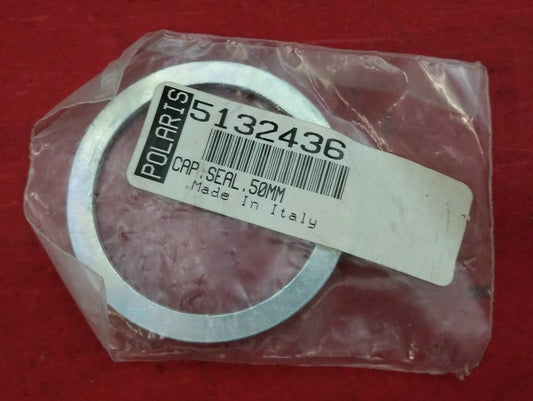 POLARIS
5132436
CAP,SEAL,50MM
Made In Italy